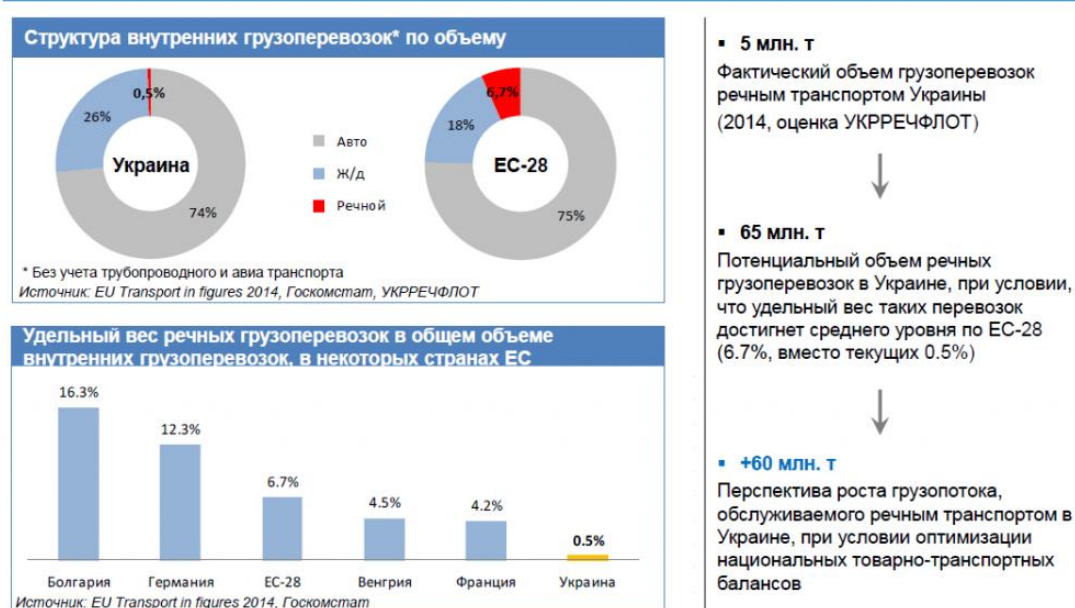 Структура внутренних грузоперевозок* по объему
0,5%
26%
Украина
74%
Авто
Ж/д
Речной
6,7%
18%
ЕС-28
75%
* Без учета трубопроводного и авиа транспорта
Источник: EU Transport in figures 2014, Госкомстат, УКРРЕЧФЛОТ
Удельный вес речных грузоперевозок в общем объеме
внутренних грузоперевозок, в некоторых странах ЕС
16.3%
12.3%
6.7%
4.5%
4.2%
0.5%
Болгария
Германия
ЕС-28
Венгрия
Франция
Украина
Источник: EU Transport in figures 2014, Госкомстат
▪ 5 млн. т
Фактический объем грузоперевозок
речным транспортом Украины
(2014, оценка УКРРЕЧФЛОТ)
▪ 65 млн. т
Потенциальный объем речных
грузоперевозок в Украине, при условии,
что удельный вес таких перевозок
достигнет среднего уровня по ЕС-28
(6.7%, вместо текущих 0.5%)
▪ +60 млн. т
Перспектива роста грузопотока,
обслуживаемого речным транспортом в
Украине, при условии оптимизации
национальных товарно-транспортных
балансов